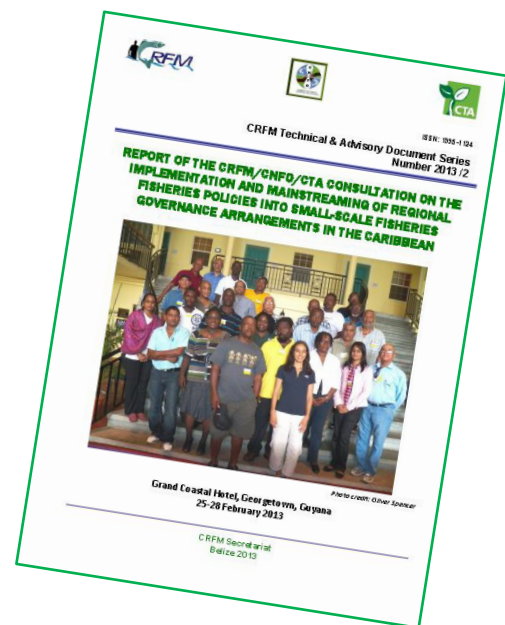 CRFM
CTA
ISSN: 1995-1124
CRFM Technical & Advisory Document Series
Number 2013 /2
REPORT OF THE CRFM/CNFO/CTA CONSULTATION ON THE
IMPLEMENTATION AND MAINSTREAMING OF REGIONAL
FISHERIES POLICIES INTO SMALL-SCALE FISHERIES
GOVERNANCE ARRANGEMENTS IN THE CARIBBEAN
Photo credit: Oliver Spencer
Grand Coastal Hotel, Georgetown, Guyana
25-28 February 2013
CRFM Secretariat
Belize 2013